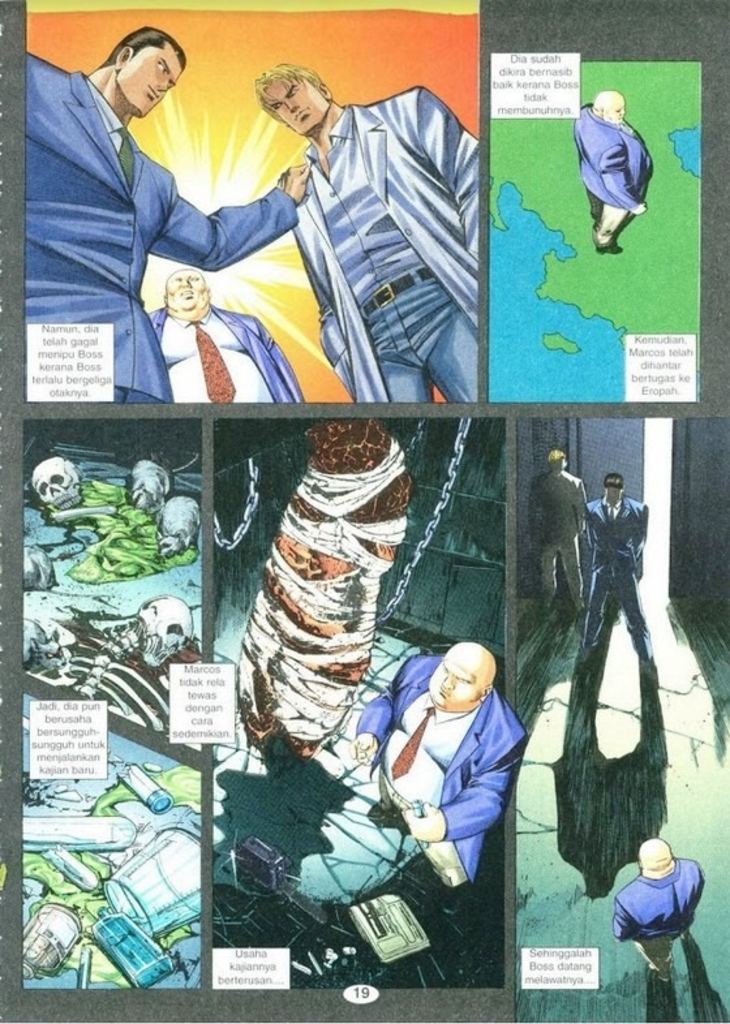 Namun, dia
telah gagal
menipu Boss
kerana Boss
terlalu bergeliga
otaknya.
Dia sudah
dikira bernasib
baik kerana Boss
tidak
membunuhnya.
Kemudian,
Marcos telah
dihantar
bertugas ke
Eropah.
Jadi, dia pun
berusaha
bersungguh-
sungguh untuk
menjalankan
kajian baru.
Marcos
tidak rela
tewas
dengan
cara
sedemikian.
Usaha
kajiannya
berterusan....
Sehinggalah
Boss datang
melawatnya....
19